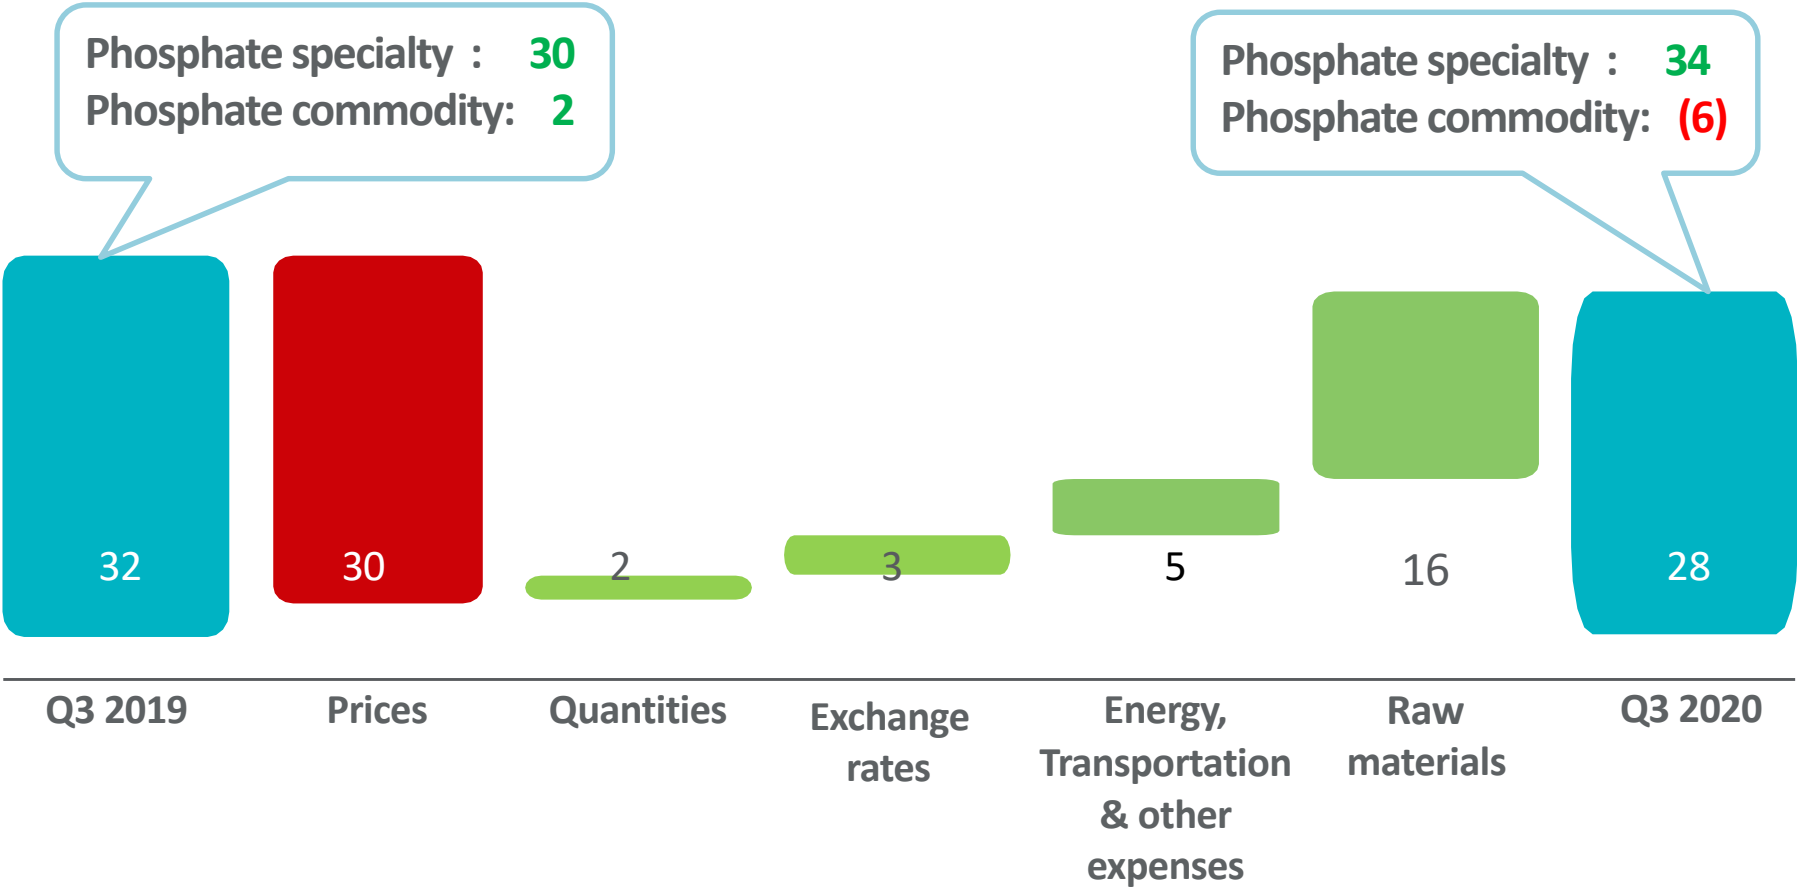 Phosphate specialty : 30
Phosphate commodity: 2
Phosphate specialty : 34
Phosphate commodity: (6)
32
30
2
3
5
16
28
Q3 2019
Prices
Quantities
Exchange
rates
Energy,
Transportation
& other
expenses
Raw
materials
Q3 2020